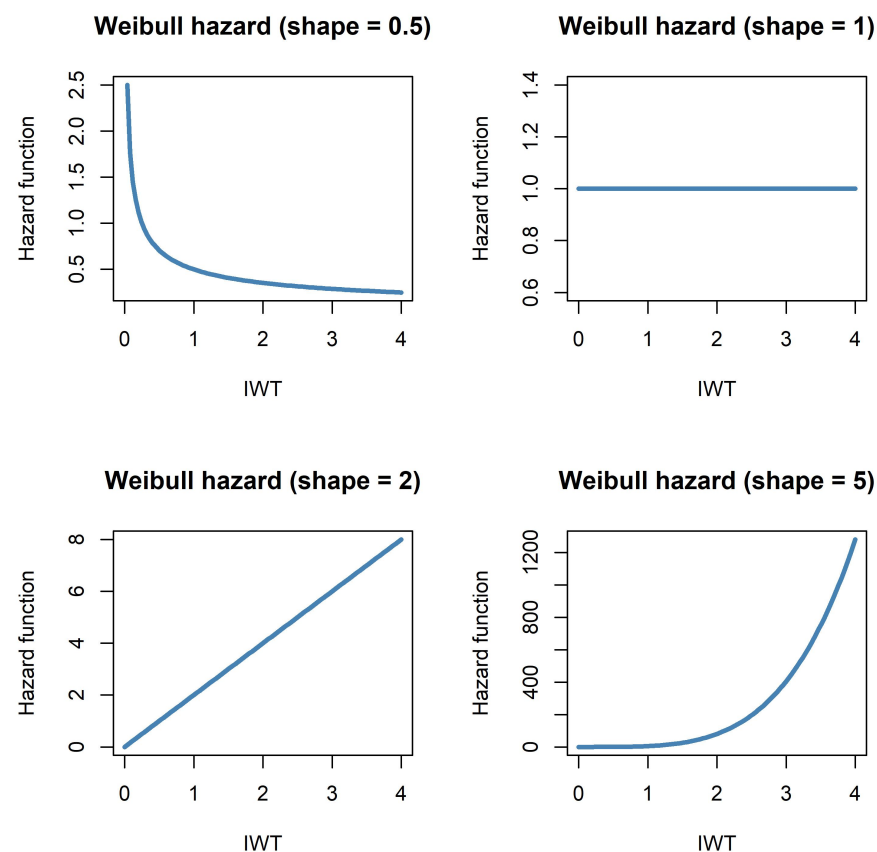 Weibull hazard (shape = 0.5)
Hazard function
2.5
2.0
1.5
1.0
0.5
0 1 2 3 4
IWT
Weibull hazard (shape = 1)
Hazard function
1.4
1.2
1.0
0.8
0.6
0 1 2 3 4
IWT
Weibull hazard (shape = 2)
Hazard function
8
6
4
2
0
0 1 2 3 4
IWT
Weibull hazard (shape = 5)
Hazard function
1200
800
400
0
0 1 2 3 4
IWT